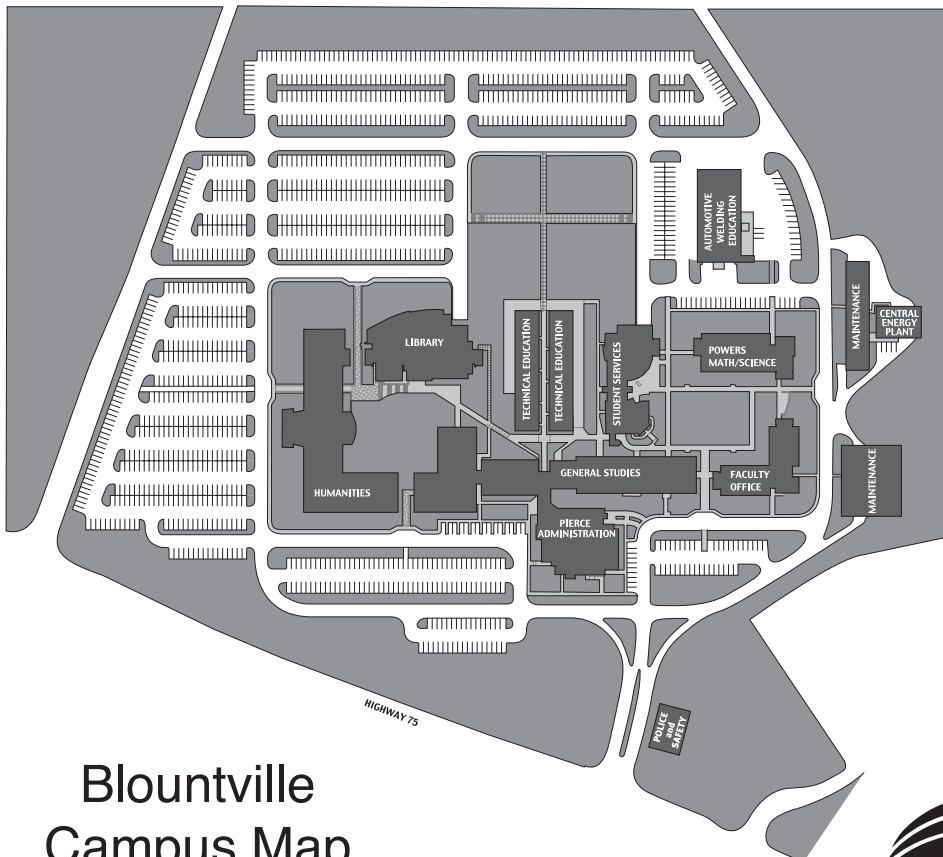 AUTOMOTIVE
WELDING
EDUCATION
MAINTENANCE
CENTRAL
ENERGY
PLANT
LIBRARY
TECHNICAL EDUCATION
TECHNICAL EDUCATION
STUDENT SERVICES
POWERS
MATH/SCIENCE
HUMANITIES
GENERAL STUDIES
FACULTY
OFFICE
MAINTENANCE
PIERCE
ADMINISTRATION
HIGHWAY 75
POLICE
and
SAFETY
Blountville
Campus Map